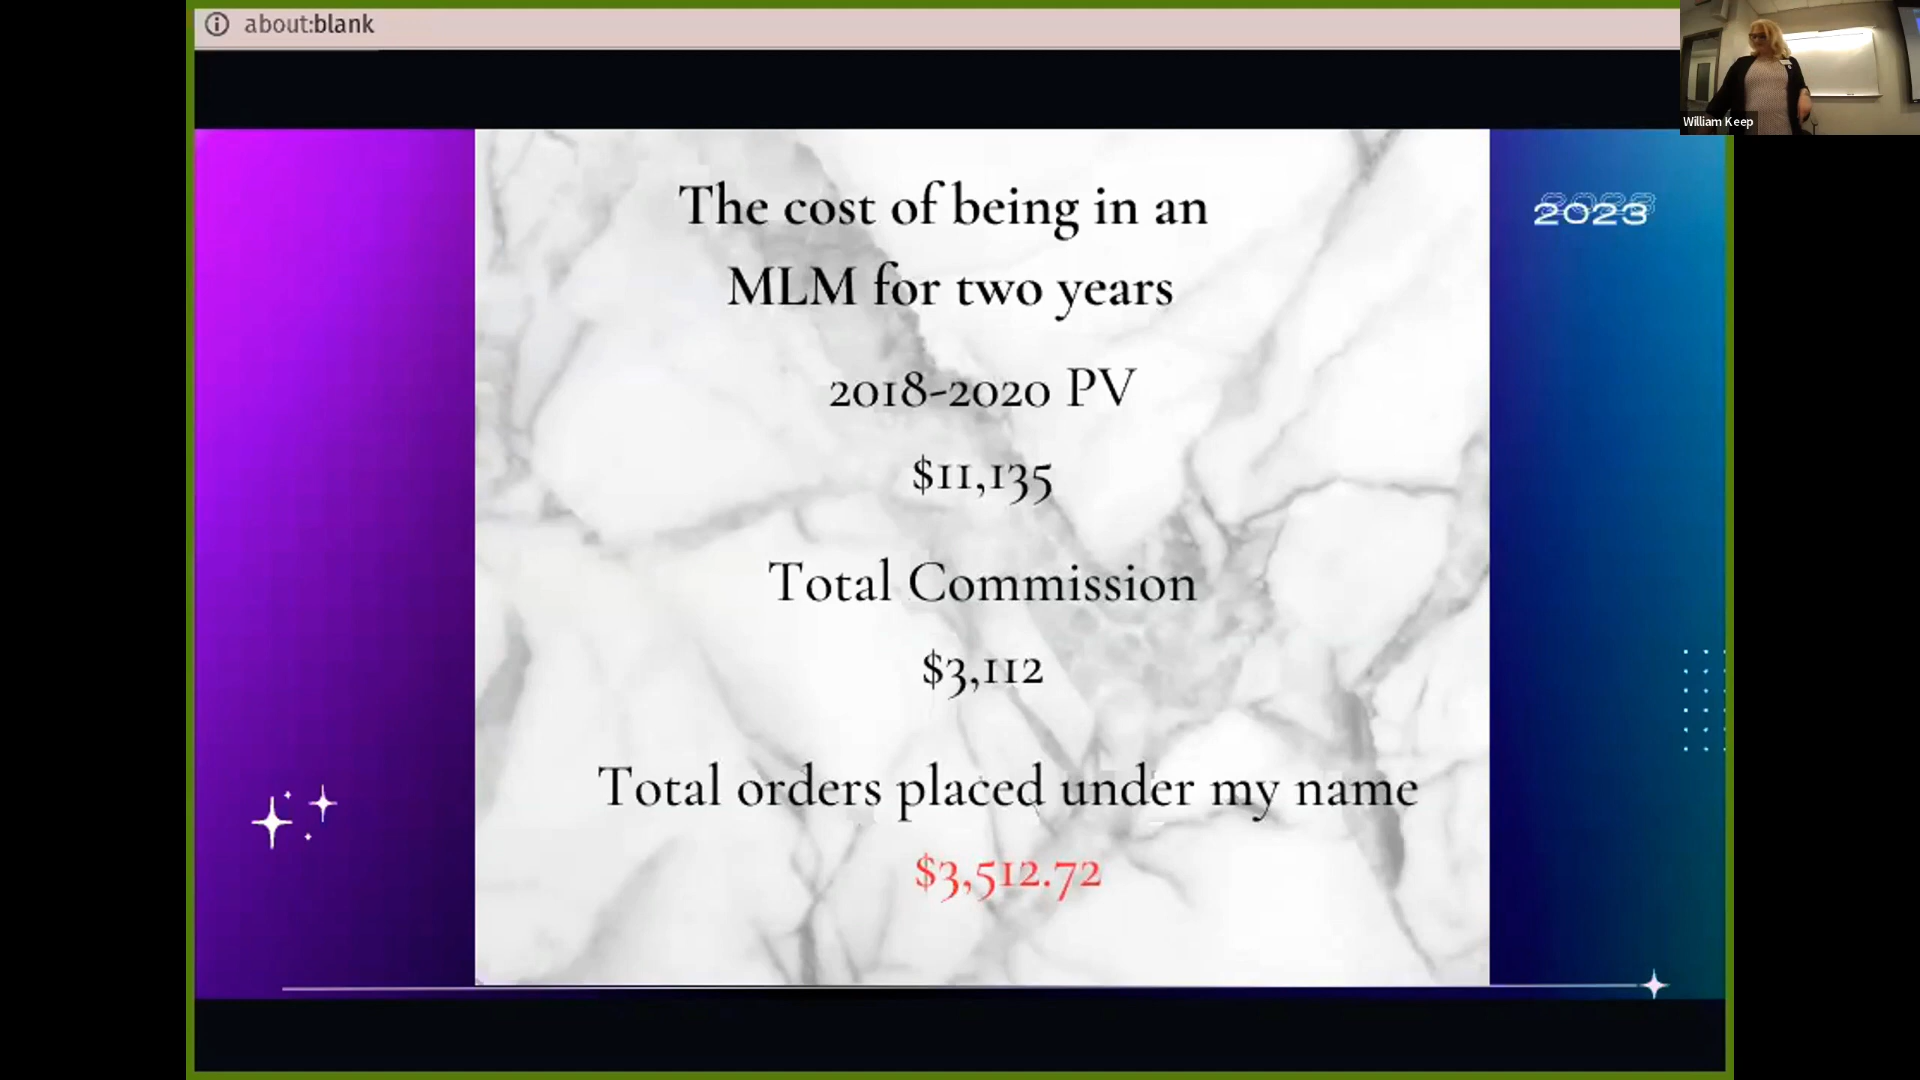 about:blank
William Keep
2023
The cost of being in an
MLM for two years
2018-2020 PV
$11,135
Total Commission
$3,112
Total orders placed under my name
$3,512.72